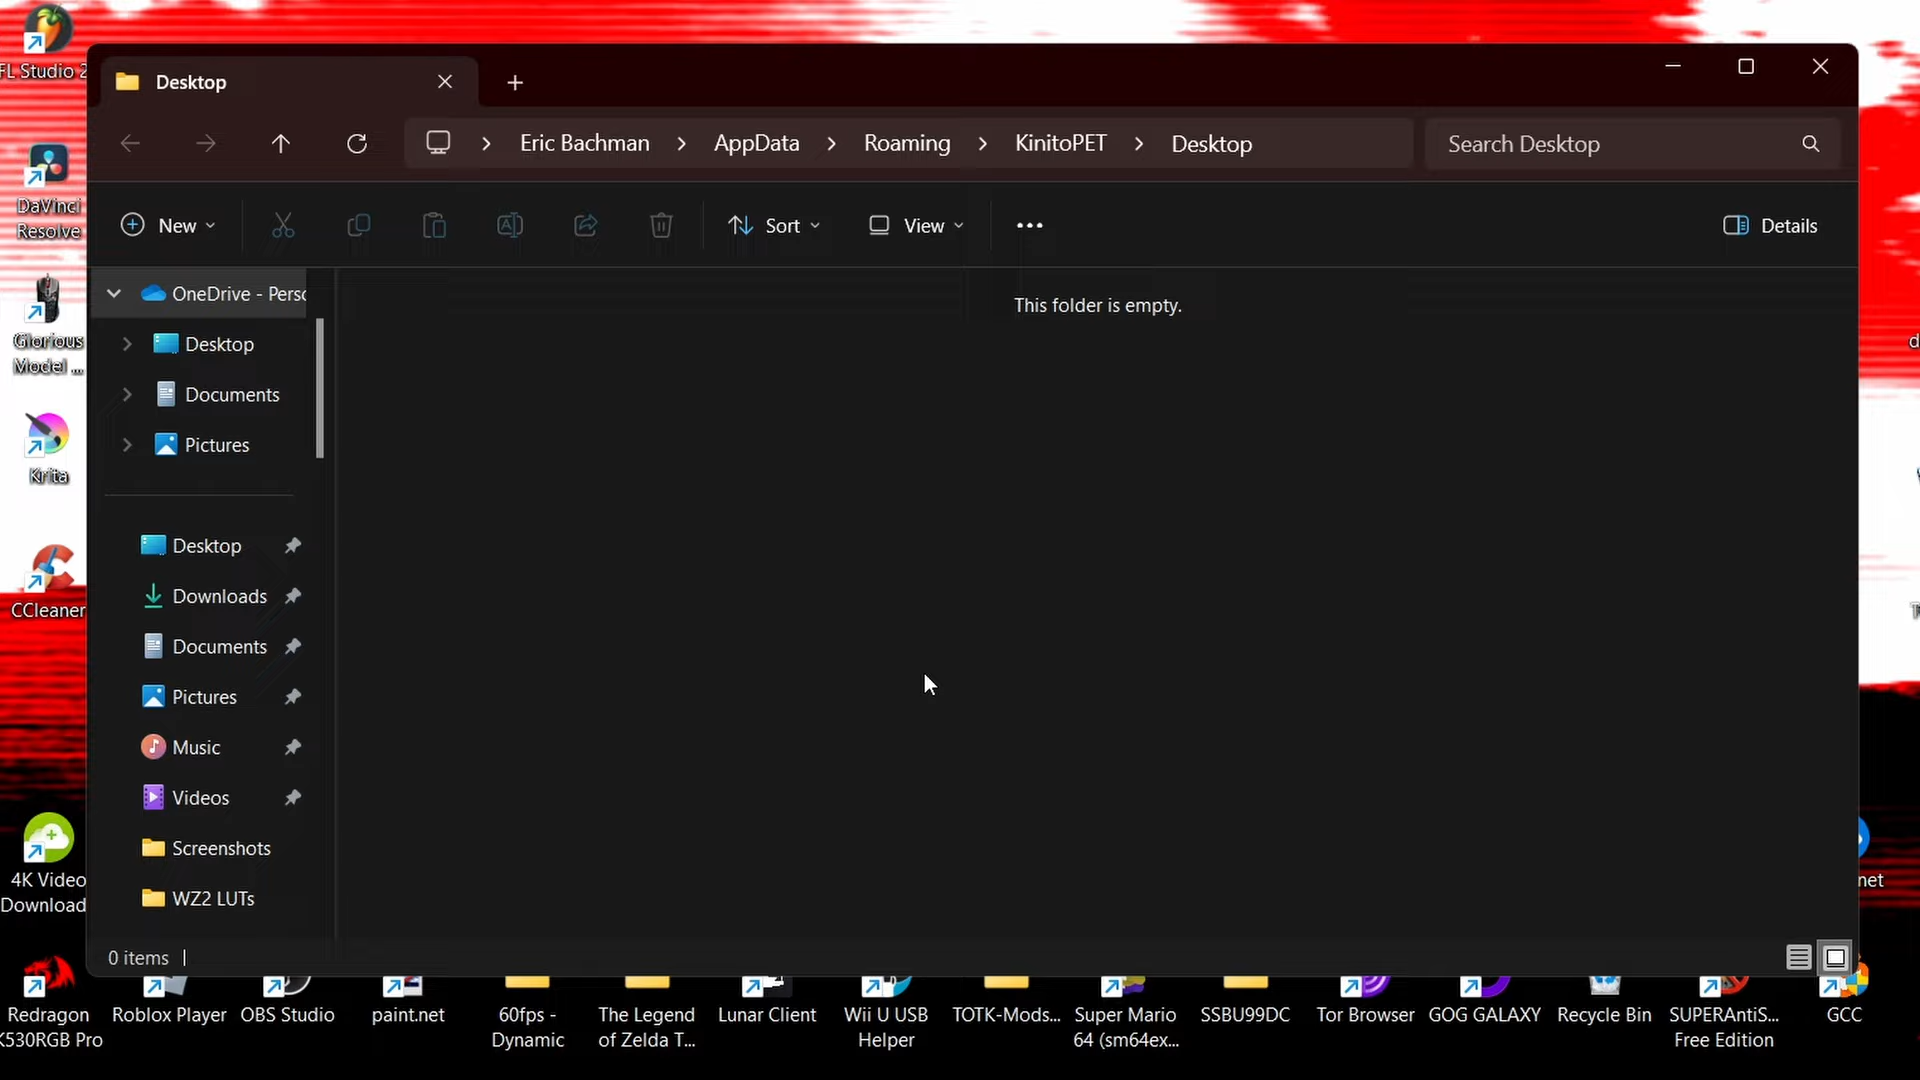 FL Studio 2
Desktop
Eric Bachman
AppData
Roaming
KinitoPET
Desktop
Search Desktop
New
Sort
View
Details
DaVinci
Resolve
Glorious
Model ...
Krita
CCleaner
4K Video
Download
Redragon
K530RGB Pro
OneDrive - Perso
Desktop
Documents
Pictures
Desktop
Downloads
Documents
Pictures
Music
Videos
Screenshots
WZ2 LUTs
This folder is empty.
0 items
Roblox Player
OBS Studio
paint.net
60fps -
Dynamic
The Legend
of Zelda T...
Lunar Client
Wii U USB
Helper
TOTK-Mods...
Super Mario
64 (sm64ex...
SSBU99DC
Tor Browser
GOG GALAXY
Recycle Bin
SUPERAntiS...
Free Edition
GCC
net